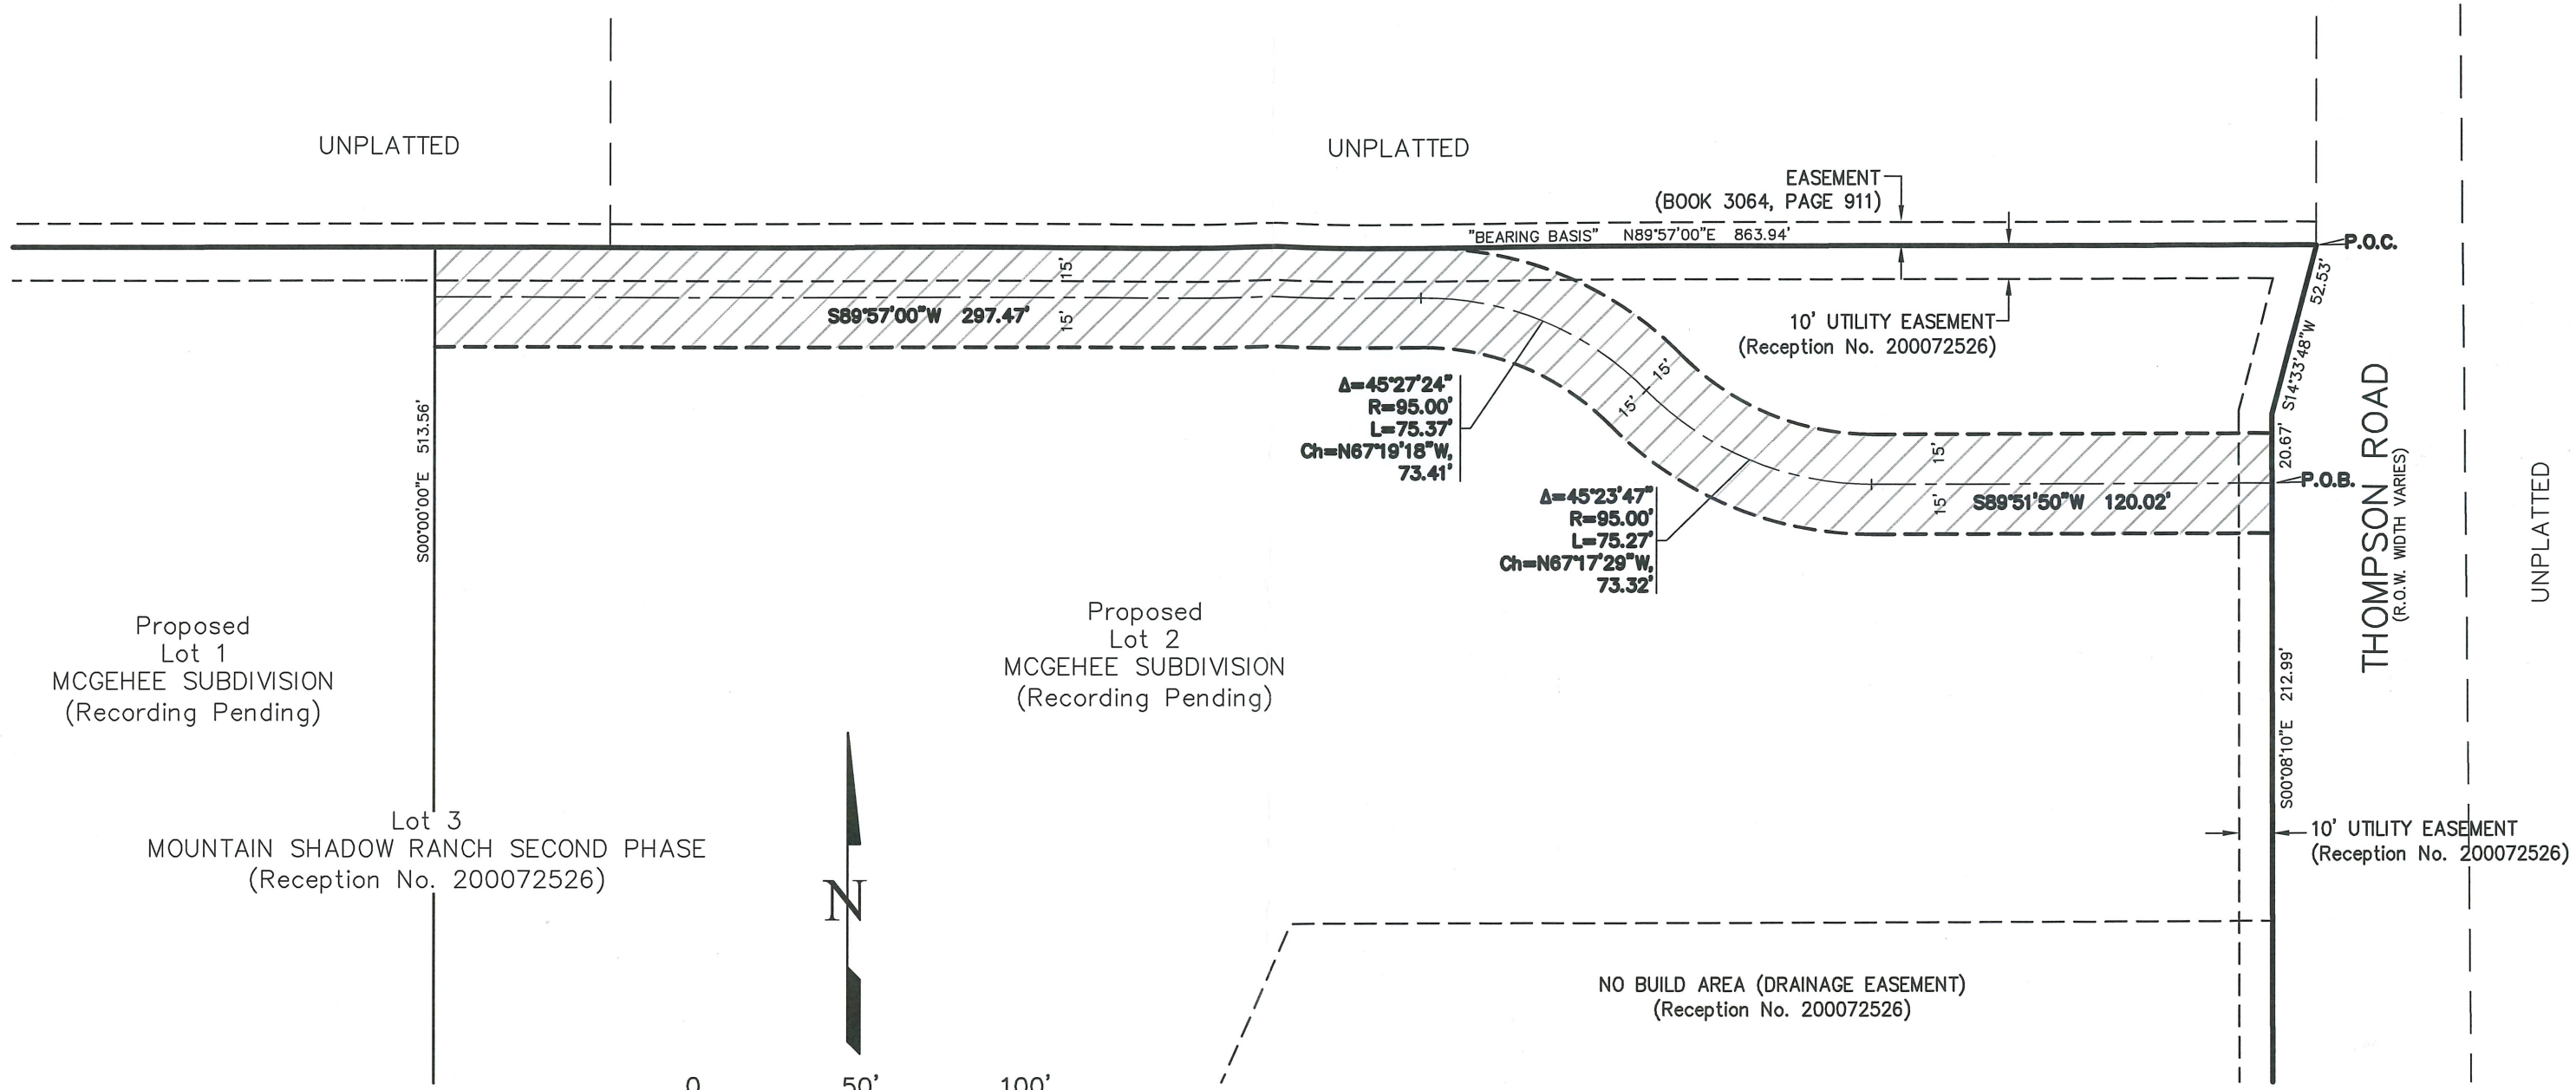 UNPLATTED
UNPLATTED
EASEMENT
(BOOK 3064, PAGE 911)
"BEARING BASIS" N89°57'00"E 863.94'
P.O.C.
52.53'
S14°33'48"W
15'
S89°57'00"W 297.47'
15'
10' UTILITY EASEMENT
(Reception No. 200072526)
Δ=45°27'24"
R=95.00'
L=75.37'
Ch=N67°19'18"W,
73.41'
15'
15'
S00°00'00"E 513.56'
Δ=45°23'47"
R=95.00'
L=75.27'
Ch=N67°17'29"W,
73.32'
15'
15'
S89°51'50"W 120.02'
20.67'
P.O.B.
THOMPSON ROAD
(R.O.W. WIDTH VARIES)
UNPLATTED
Proposed
Lot 1
MCGEHEE SUBDIVISION
(Recording Pending)
Proposed
Lot 2
MCGEHEE SUBDIVISION
(Recording Pending)
S00°08'10"E 212.99'
Lot 3
MOUNTAIN SHADOW RANCH SECOND PHASE
(Reception No. 200072526)
10' UTILITY EASEMENT
(Reception No. 200072526)
N
NO BUILD AREA (DRAINAGE EASEMENT)
(Reception No. 200072526)
0 50' 100'